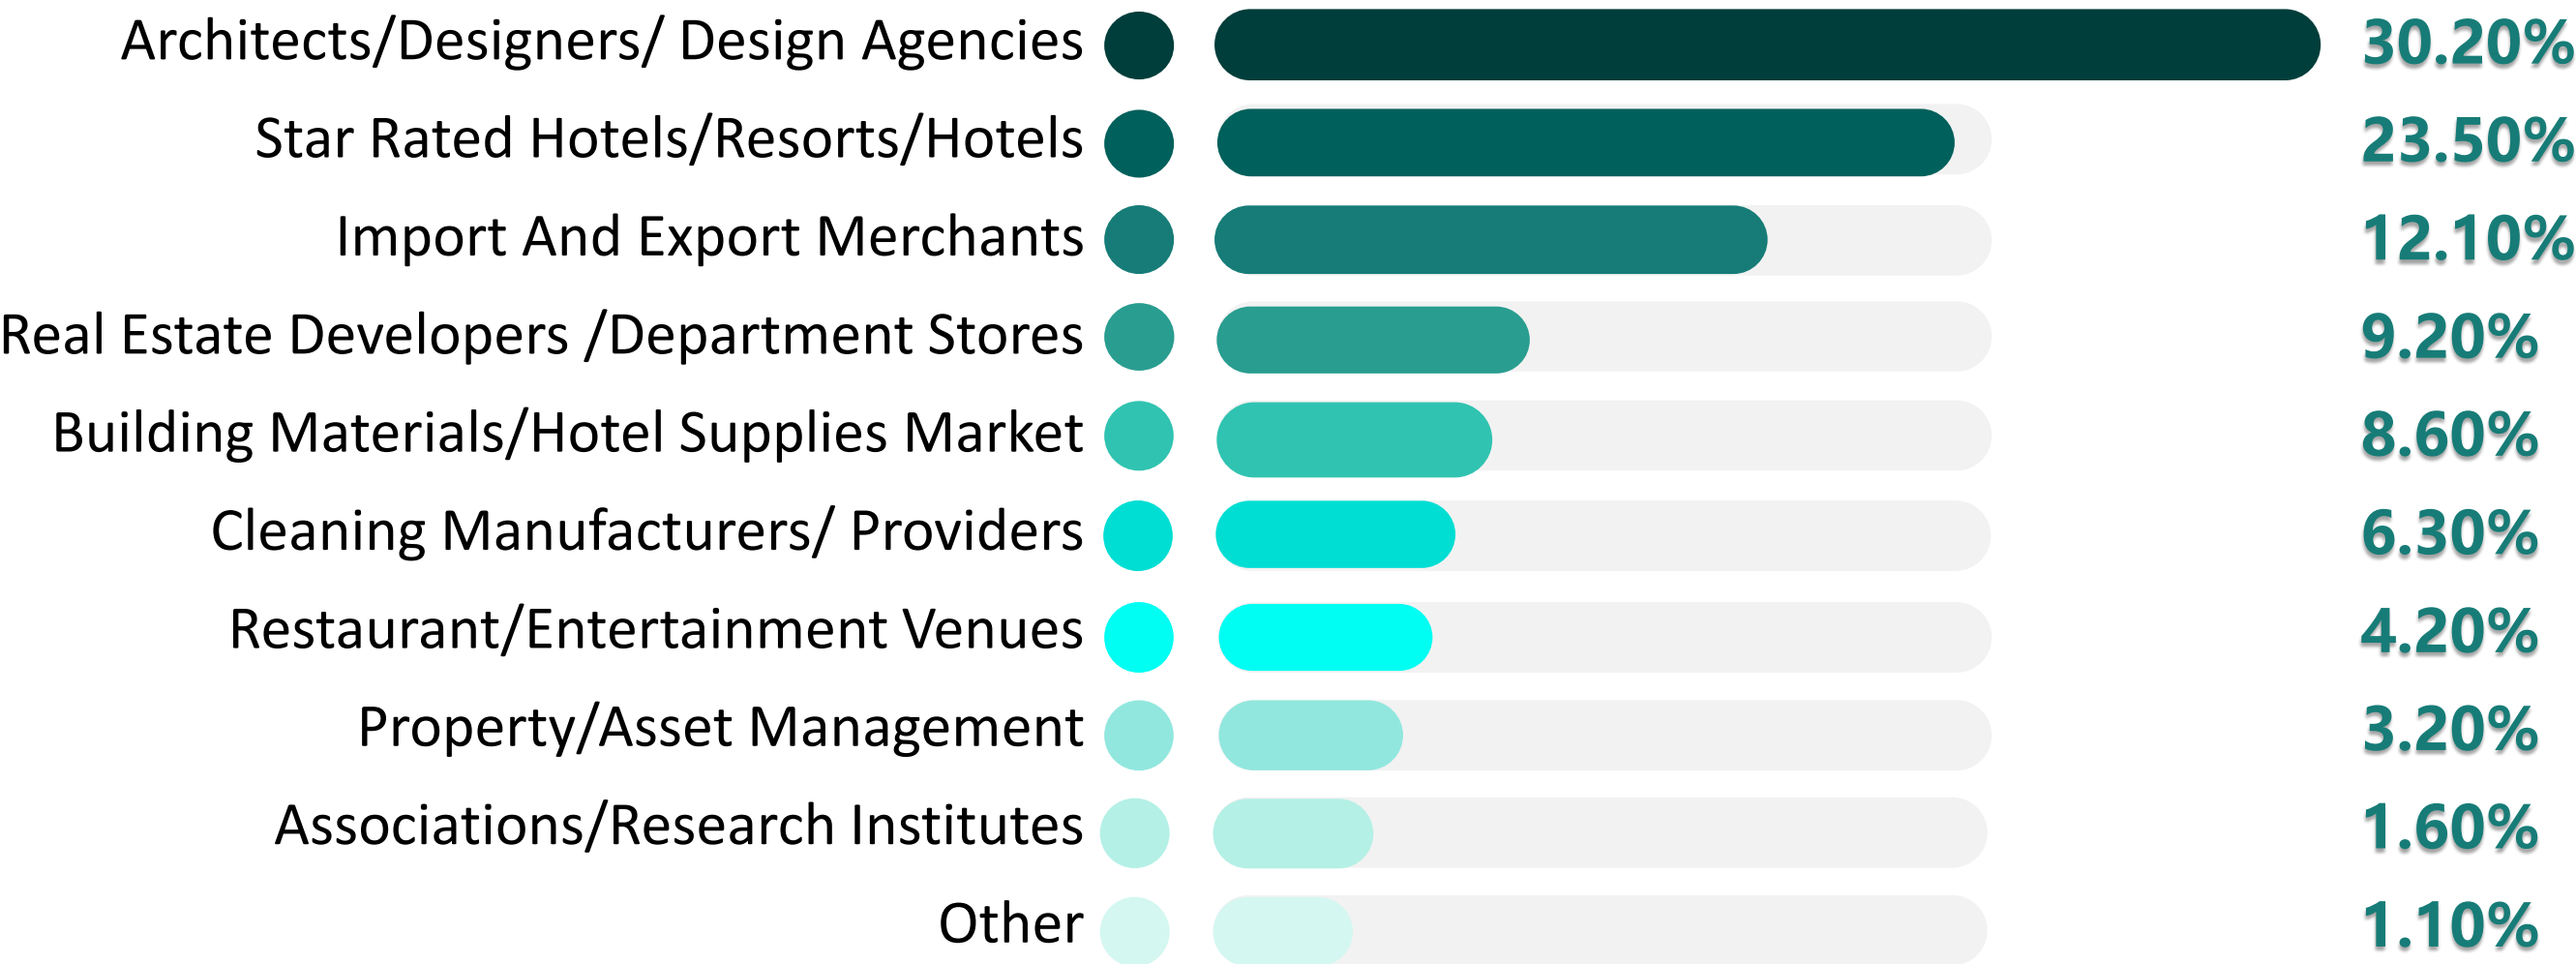 Architects/Designers/ Design Agencies 30.20%
Star Rated Hotels/Resorts/Hotels 23.50%
Import And Export Merchants 12.10%
Real Estate Developers /Department Stores 9.20%
Building Materials/Hotel Supplies Market 8.60%
Cleaning Manufacturers/ Providers 6.30%
Restaurant/Entertainment Venues 4.20%
Property/Asset Management 3.20%
Associations/Research Institutes 1.60%
Other 1.10%